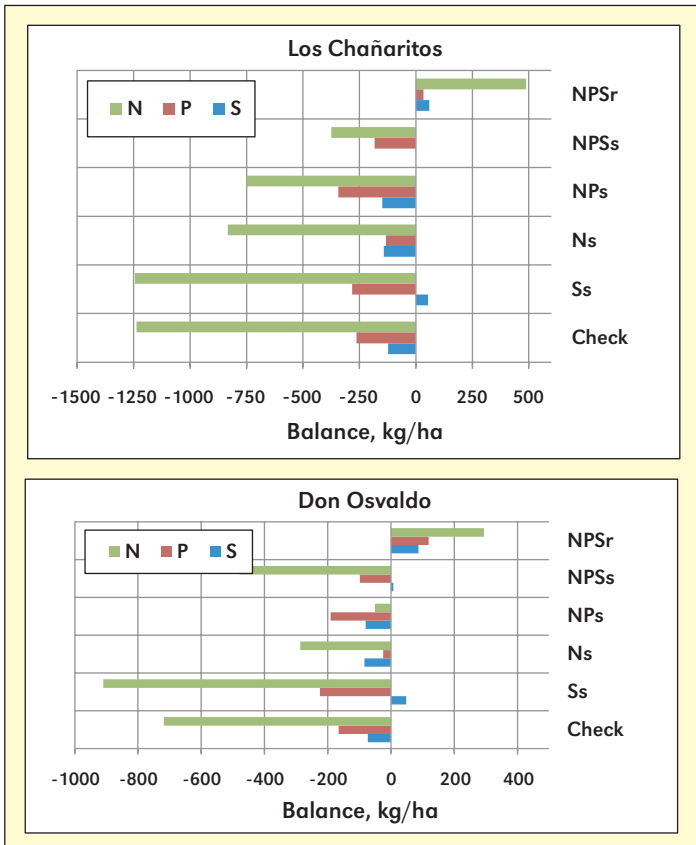 Los Chañaritos
N P S
NPSr
NPSs
NPs
Ns
Ss
Check
-1500 -1250 -1000 -750 -500 -250 0 250 500
Balance, kg/ha
Don Osvaldo
N P S
NPSr
NPSs
NPs
Ns
Ss
Check
-1000 -800 -600 -400 -200 0 200 400
Balance, kg/ha